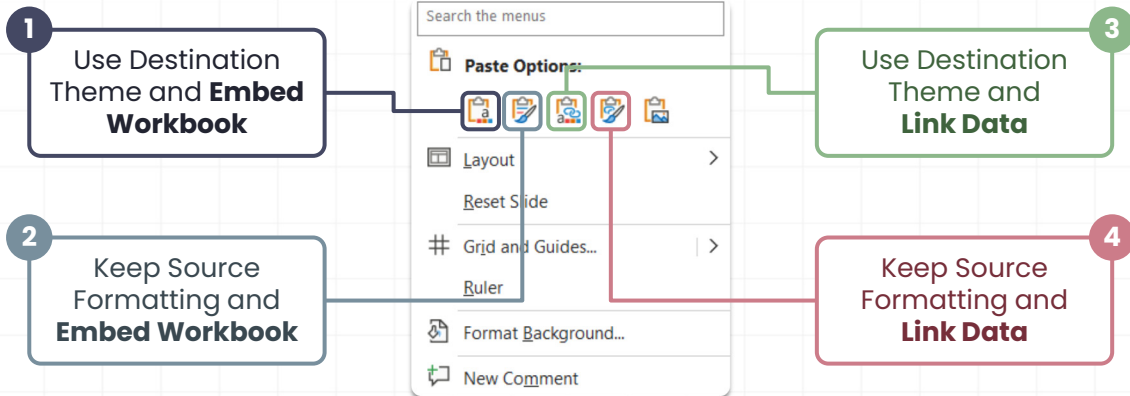 1
Use Destination
Theme and Embed
Workbook
2
Keep Source
Formatting and
Embed Workbook
Search the menus
Paste Options:
a
a
Layout
Reset Slide
Grid and Guides...
Ruler
Format Background...
New Comment
3
Use Destination
Theme and
Link Data
4
Keep Source
Formatting and
Link Data